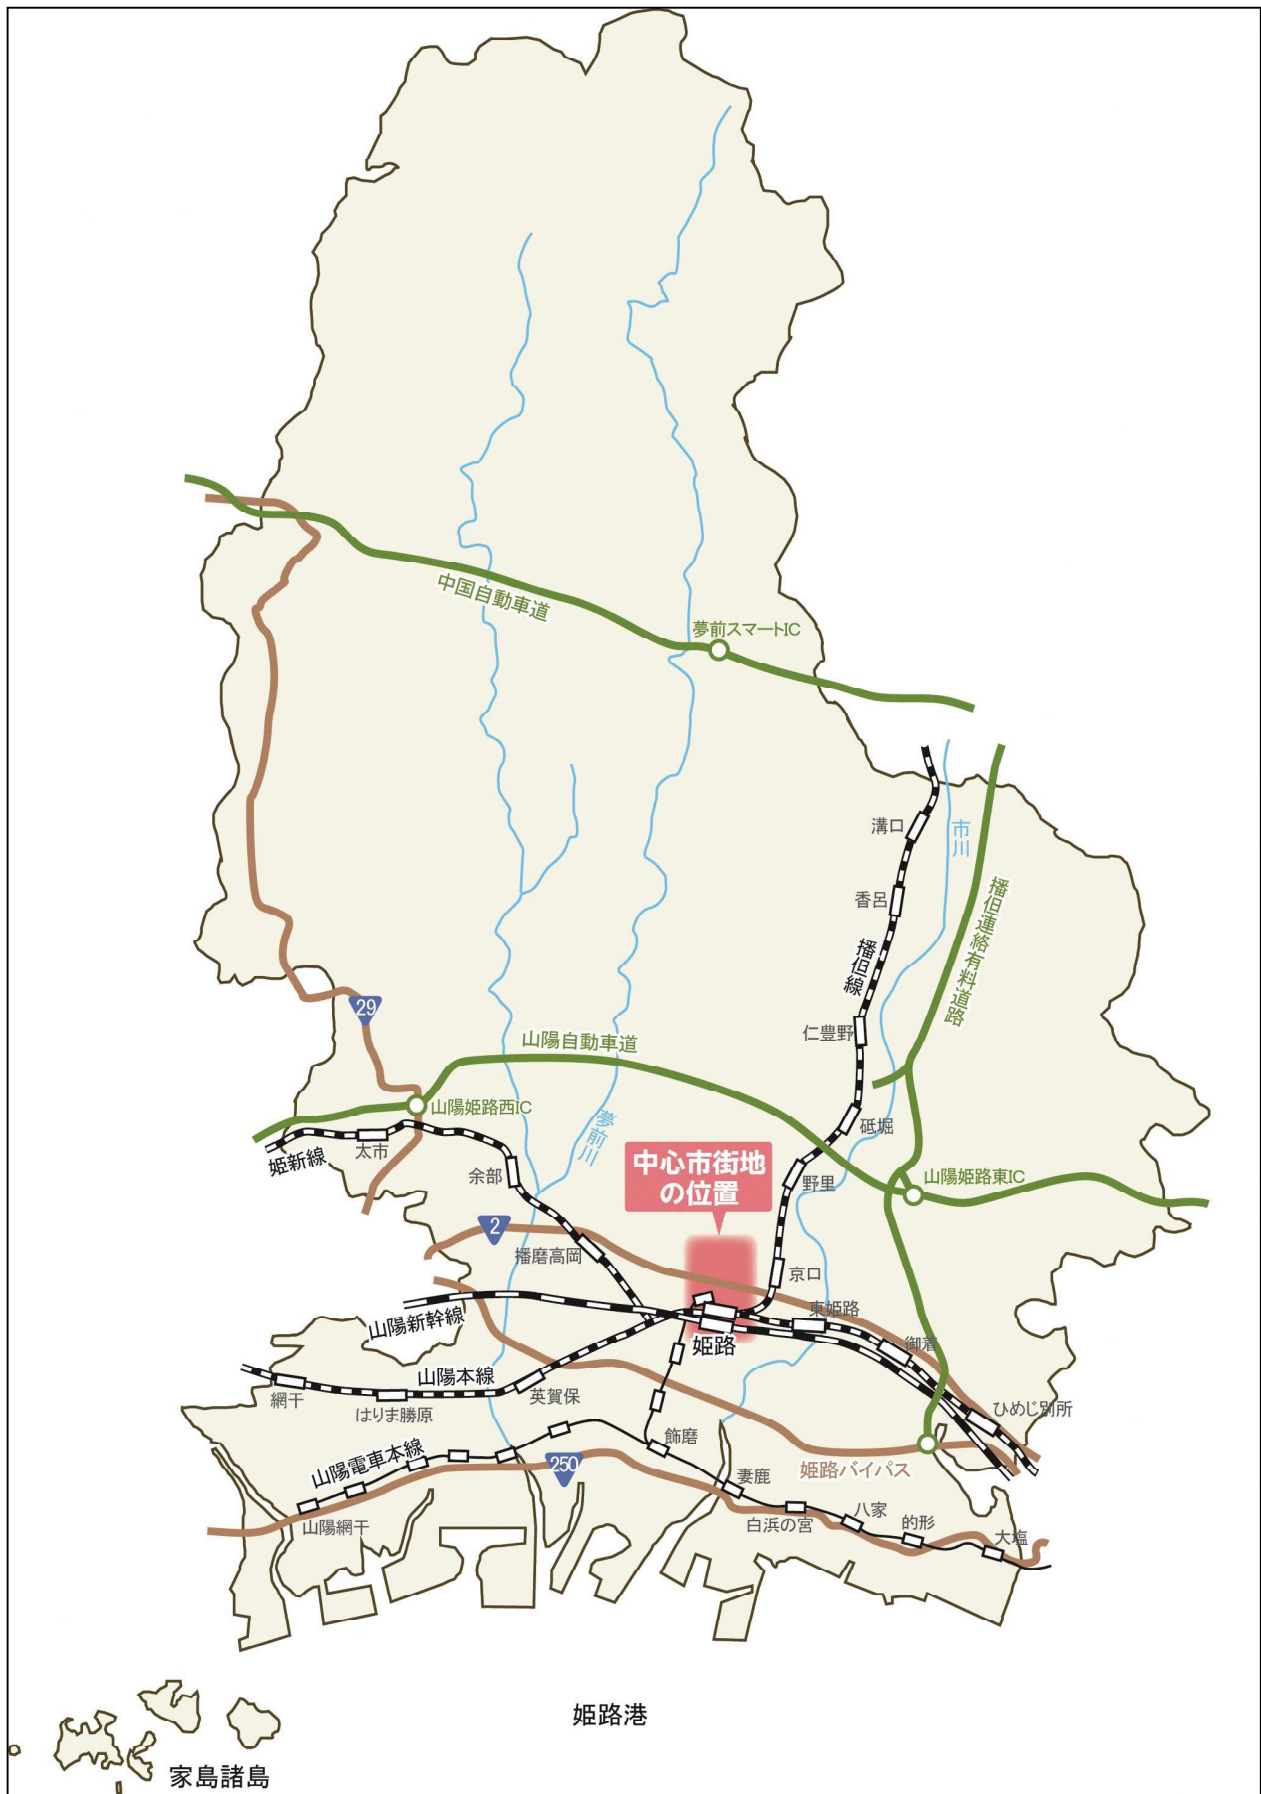 中国自動車道
夢前スマートIC
溝口
市川
香呂
播但連絡有料道路
播但線
29
仁豊野
山陽自動車道
山陽姫路西IC
夢前川
砥堀
姫新線
太市
中心市街地
の位置
余部
野里
山陽姫路東IC
2
播磨高岡
京口
山陽新幹線
東姫路
姫路
御着
山陽本線
網干
はりま勝原
英賀保
ひめじ別所
飾磨
山陽電車本線
250
姫路バイパス
妻鹿
山陽網干
白浜の宮
八家
的形
大塩
姫路港
家島諸島